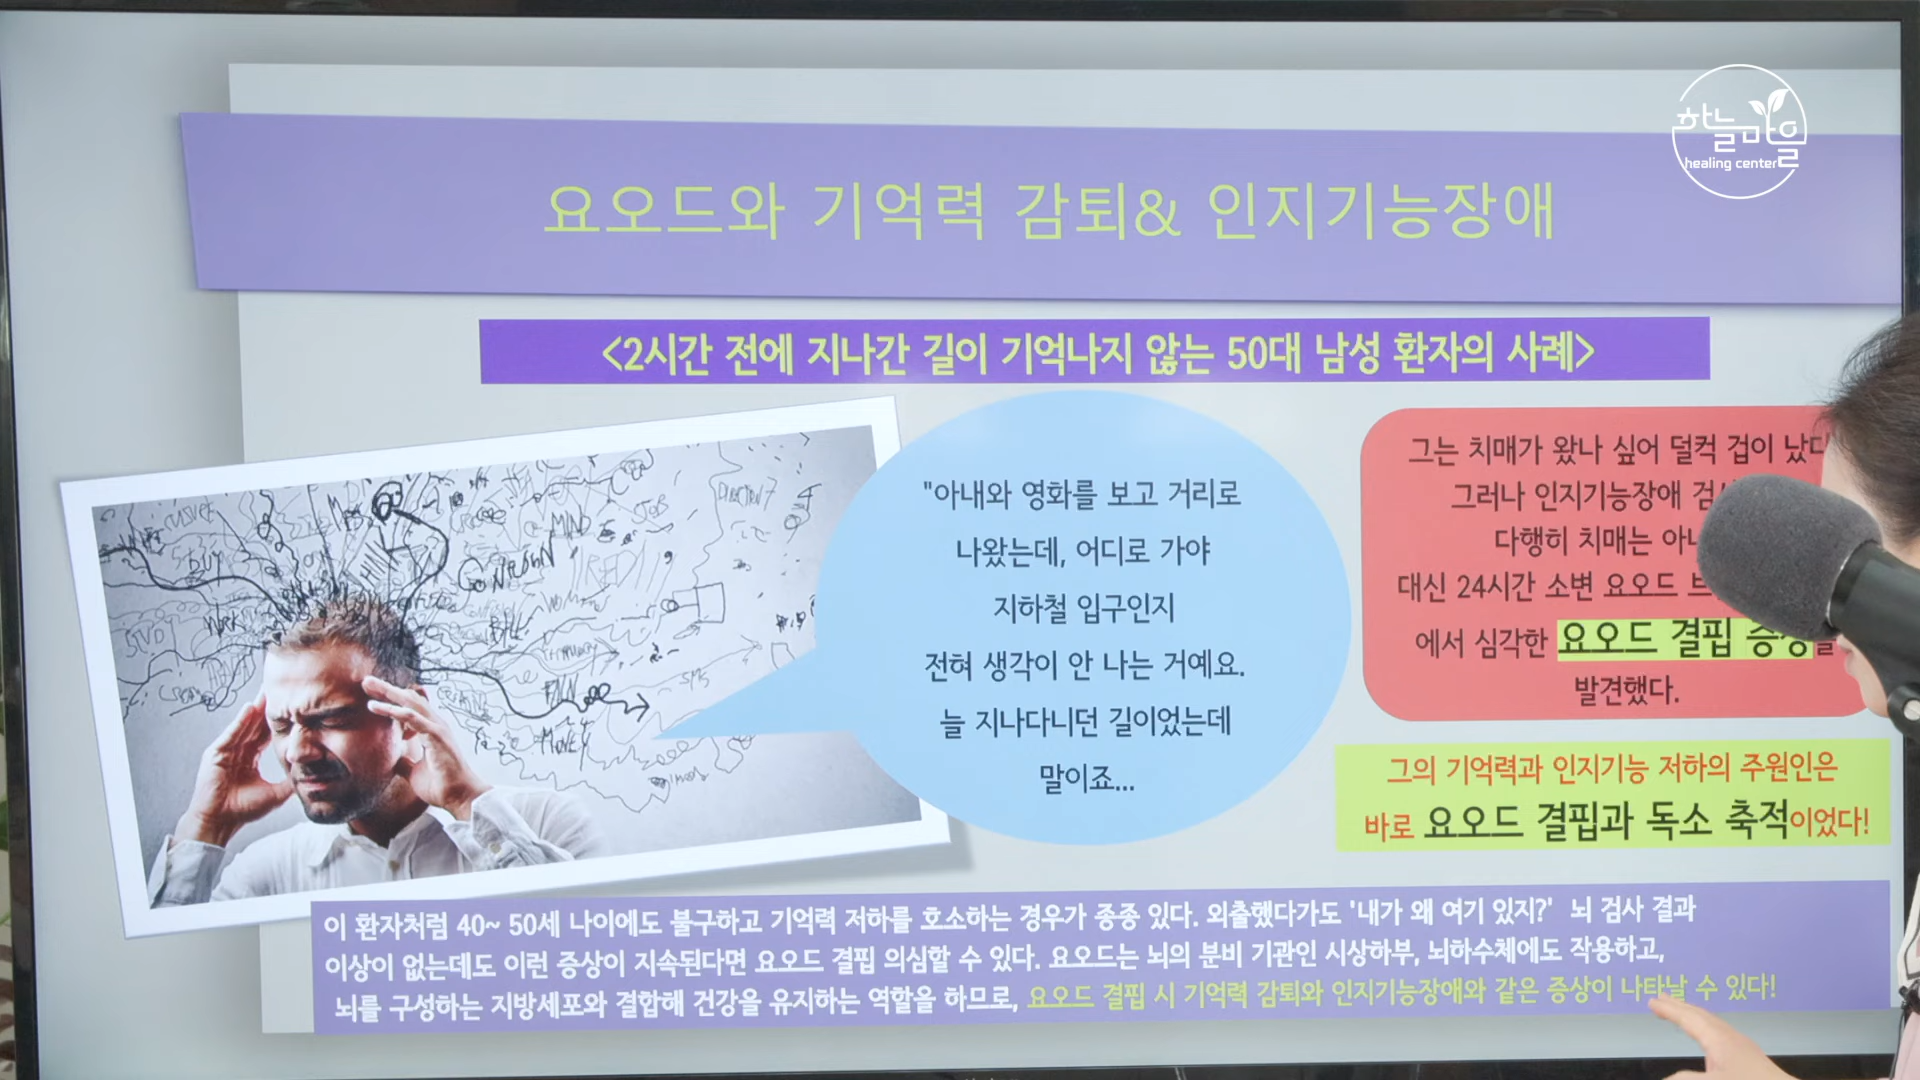 하늘마을
healing center
요오드와 기억력 감퇴& 인지기능장애
<2시간 전에 지나간 길이 기억나지 않는 50대 남성 환자의 사례>
"아내와 영화를 보고 거리로
나왔는데, 어디로 가야
지하철 입구인지
전혀 생각이 안 나는 거예요.
늘 지나다니던 길이었는데
말이죠...
그는 치매가 왔나 싶어 덜컥 겁이
그러나 인지기능장애
다행히 치매는
대신 24시간 소변 요오드
에서 심각한 요오드 결핍
발견했다.
그의 기억력과 인지기능 저하의 주원인은
바로 요오드 결핍과 독소 축적이었다!
이 환자처럼 40~ 50세 나이에도 불구하고 기억력 저하를 호소하는 경우가 종종 있다. 외출했다가도 '내가 왜 여기 있지?' 뇌 검사 결과
이상이 없는데도 이런 증상이 지속된다면 요오드 결핍 의심할 수 있다. 요오드는 뇌의 분비 기관인 시상하부, 뇌하수체에도 작용하고,
뇌를 구성하는 지방세포와 결합해 건강을 유지하는 역할을 하므로, 요오드 결핍 시 기억력 감퇴와 인지기능장애와 같은 증상이 나타날 수 있다!
MIND
WORK
PAIN
MONEY